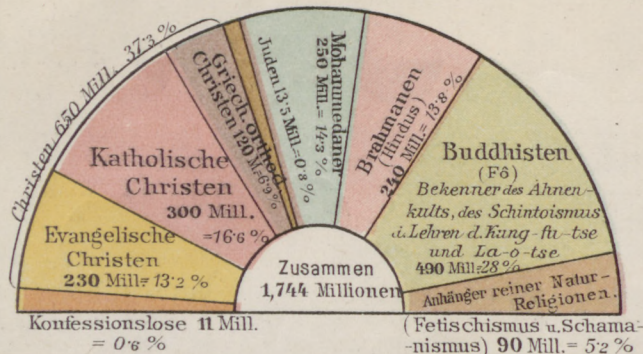 Christen 650 Mill. 37·3 %
Evangelische
Christen
230 Mill= 13·2 %
Katholische
Christen
300 Mill.
=16·6 %
Griech. orthod.
Christen 120 M=6·9%
Juden 13·5 Mill=0·8 %
Mohammedaner
250 Mill.= 14·3 %
Brahmanen
(Hindus)
240 Mill= 13·8 %
Buddhisten
(Fô)
Bekenner des Ahnen-
kults, des Schintoismus
u. Lehren d. Kung-fu-tse
und La-o-tse
490 Mill=28 %
Anhänger reiner Natur-
Religionen.
Zusammen
1,744 Millionen
Konfessionslose 11 Mill.
= 0·6 %
(Fetischismus u. Schama-
-nismus) 90 Mill.= 5·2 %